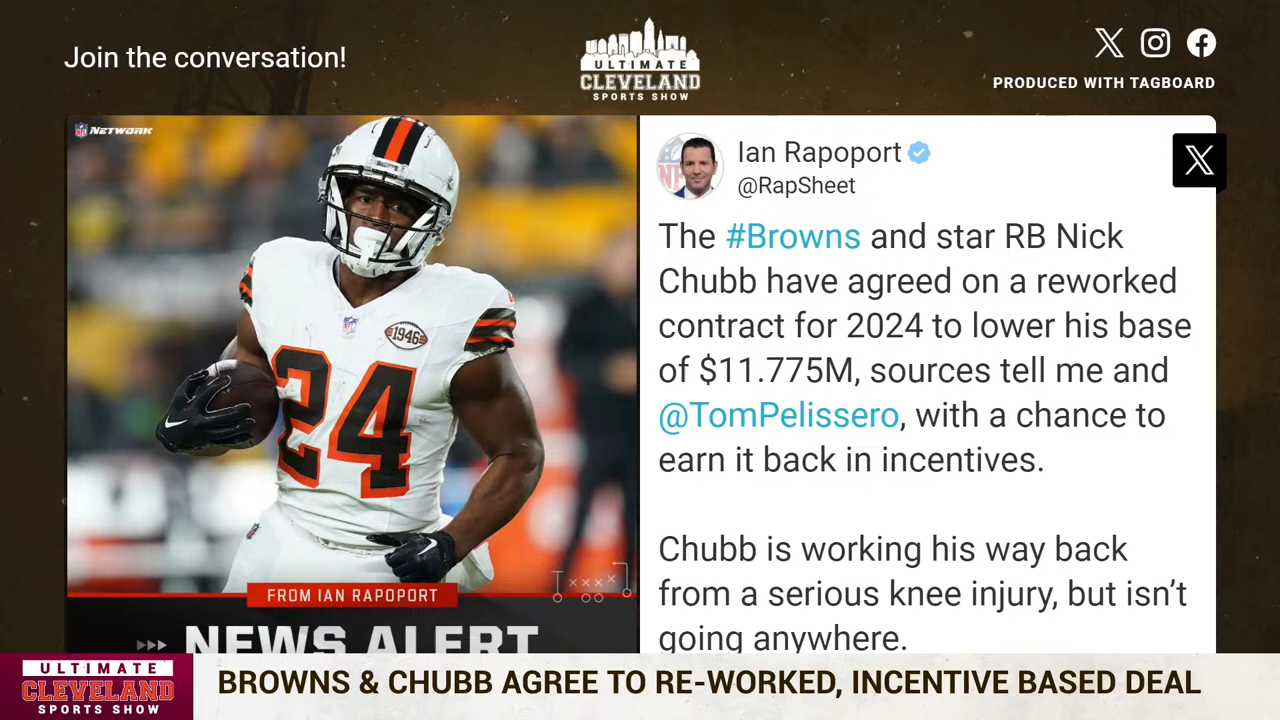 Join the conversation!
ULTIMATE
CLEVELAND
SPORTS SHOW
PRODUCED WITH TAGBOARD
NFL NETWORK
1946
24
FROM IAN RAPOPORT
NEWS ALERT
Ian Rapoport
@RapSheet
The #Browns and star RB Nick
Chubb have agreed on a reworked
contract for 2024 to lower his base
of $11.775M, sources tell me and
@TomPelissero, with a chance to
earn it back in incentives.
Chubb is working his way back
from a serious knee injury, but isn’t
going anywhere.
ULTIMATE
CLEVELAND
SPORTS SHOW
BROWNS & CHUBB AGREE TO RE-WORKED, INCENTIVE BASED DEAL